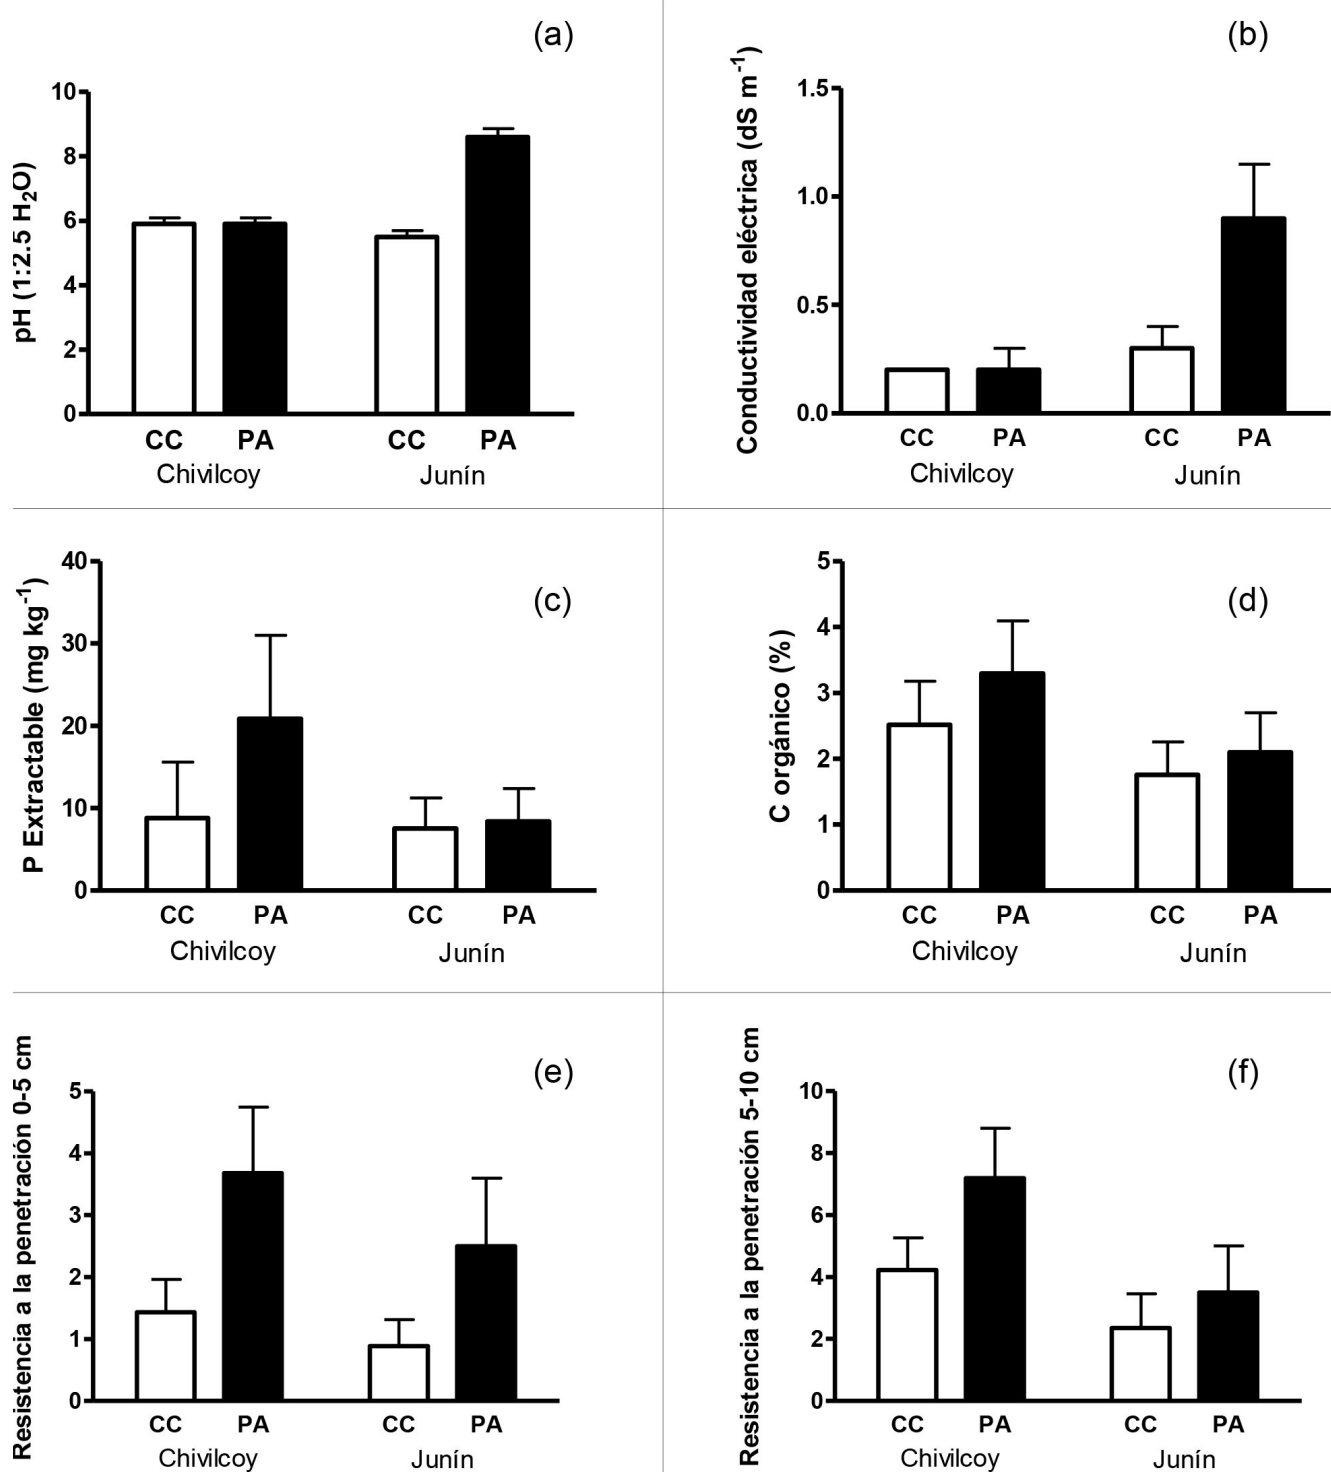 (a)
pH (1:2.5 H₂O)
10
8
6
4
2
0
CC PA CC PA
Chivilcoy Junín
(b)
Conductividad eléctrica (dS m⁻¹)
1.5
1.0
0.5
0.0
CC PA CC PA
Chivilcoy Junín
(c)
P Extractable (mg kg⁻¹)
40
30
20
10
0
CC PA CC PA
Chivilcoy Junín
(d)
C orgánico (%)
5
4
3
2
1
0
CC PA CC PA
Chivilcoy Junín
(e)
Resistencia a la penetración 0-5 cm
5
4
3
2
1
0
CC PA CC PA
Chivilcoy Junín
(f)
Resistencia a la penetración 5-10 cm
10
8
6
4
2
0
CC PA CC PA
Chivilcoy Junín